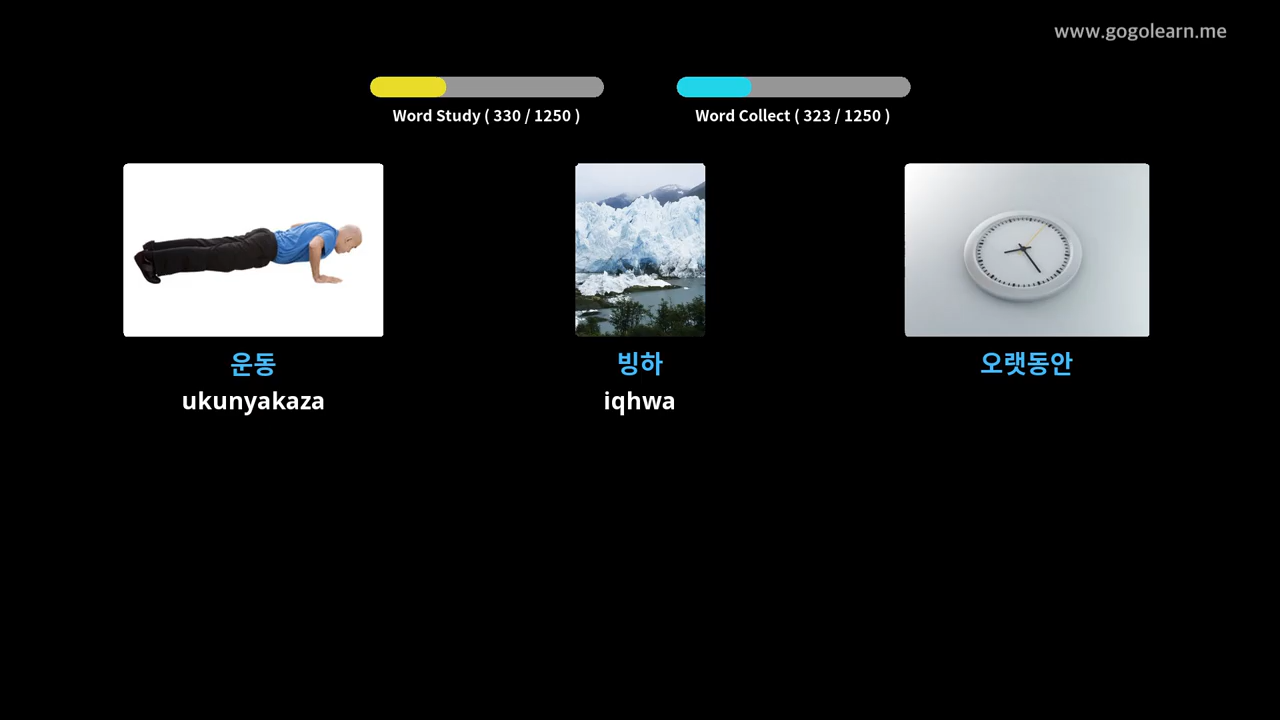 www.gogolearn.me
Word Study ( 330 / 1250 )
Word Collect ( 323 / 1250 )
운동
ukunyakaza
빙하
iqhwa
오랫동안